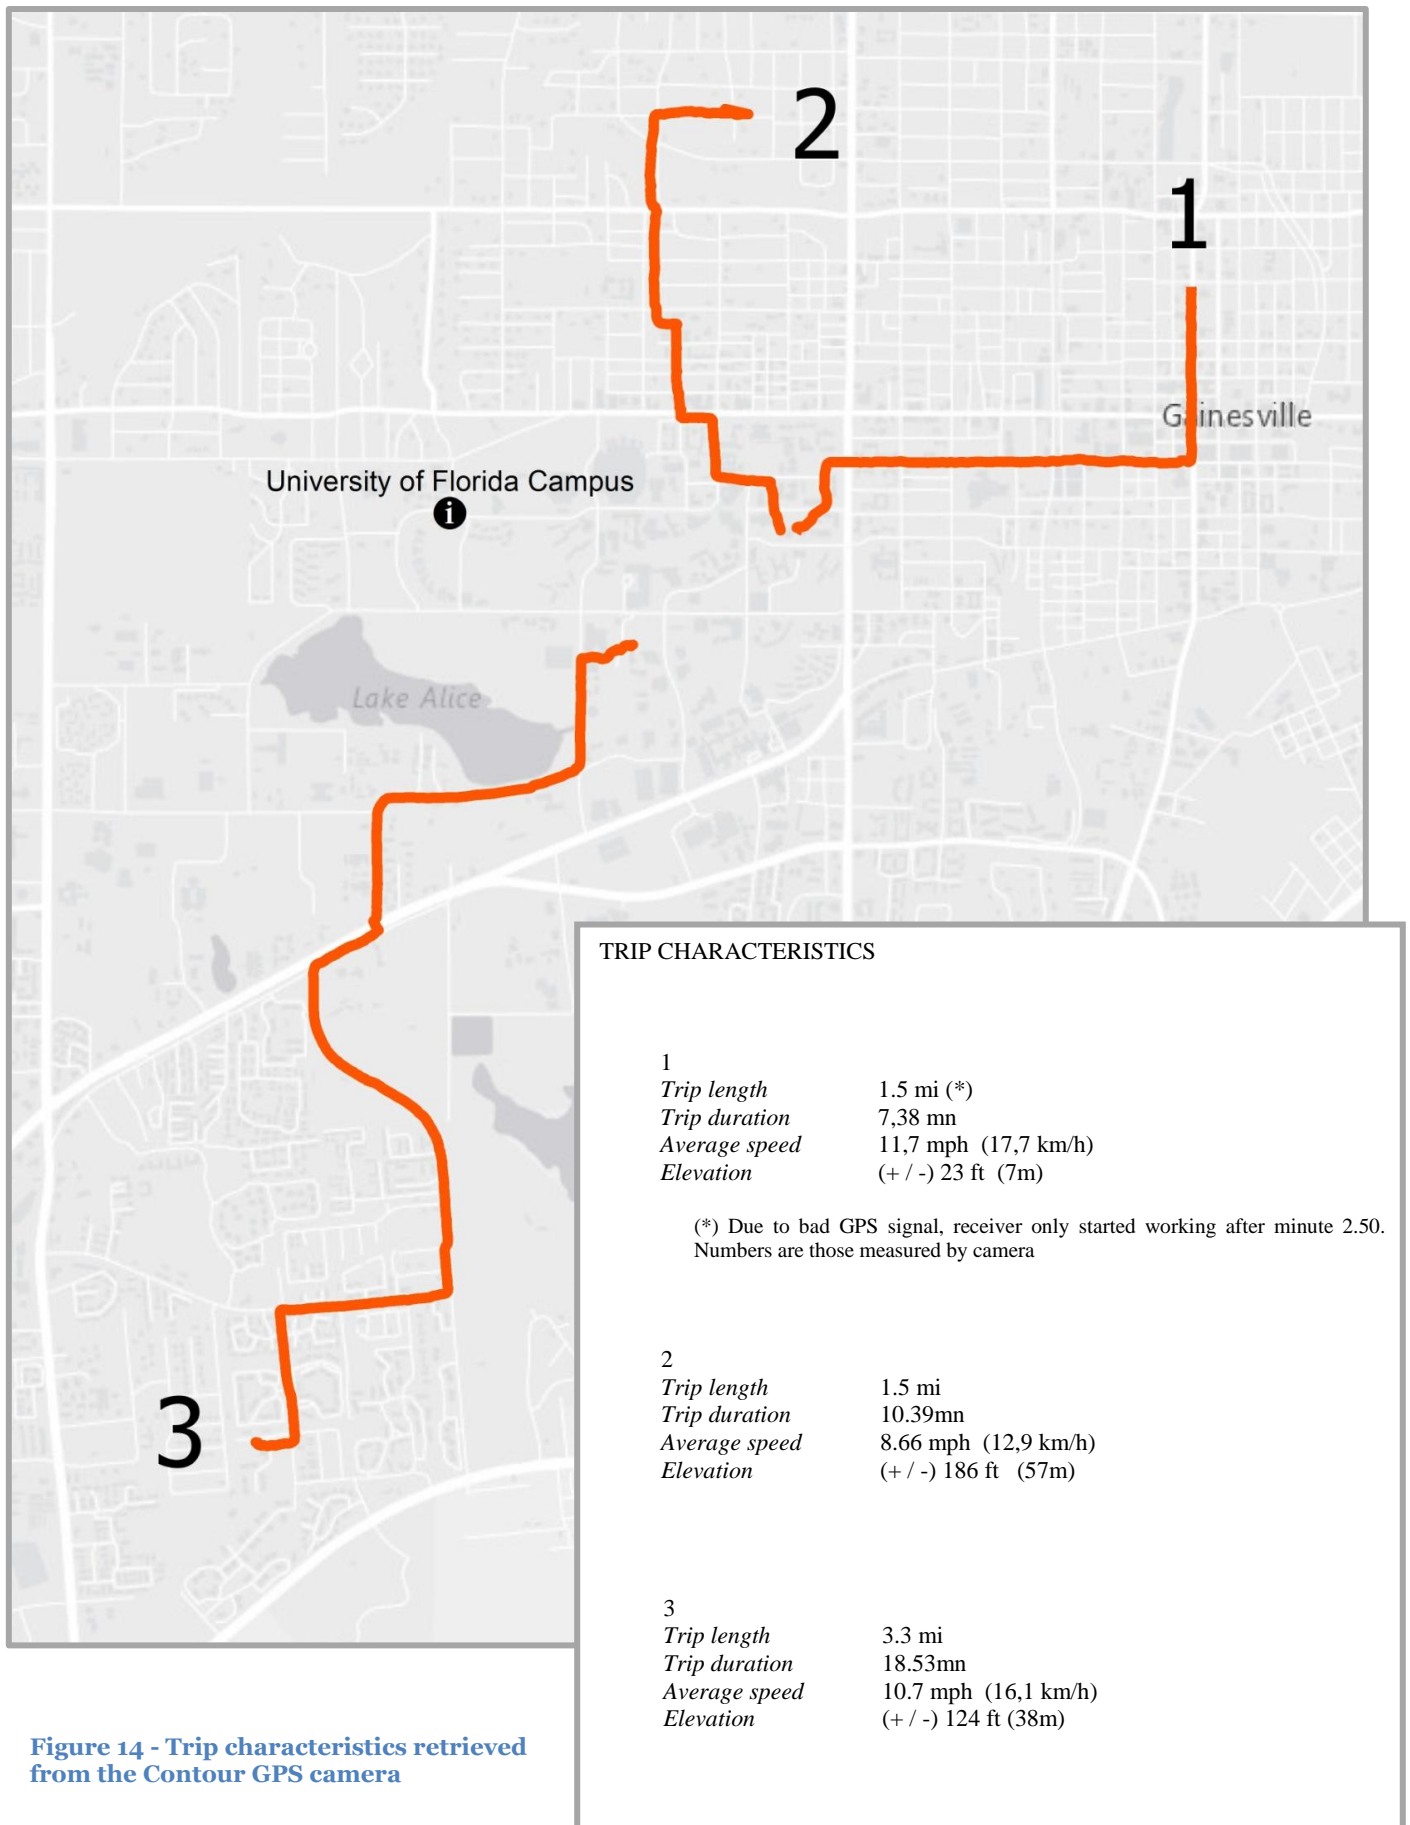 2
1
Gainesville
University of Florida Campus
i
Lake Alice
3
TRIP CHARACTERISTICS
1
Trip length 1.5 mi (*)
Trip duration 7,38 mn
Average speed 11,7 mph (17,7 km/h)
Elevation (+ / -) 23 ft (7m)
(*) Due to bad GPS signal, receiver only started working after minute 2.50.
Numbers are those measured by camera
2
Trip length 1.5 mi
Trip duration 10.39mn
Average speed 8.66 mph (12,9 km/h)
Elevation (+ / -) 186 ft (57m)
3
Trip length 3.3 mi
Trip duration 18.53mn
Average speed 10.7 mph (16,1 km/h)
Elevation (+ / -) 124 ft (38m)
Figure 14 - Trip characteristics retrieved
from the Contour GPS camera